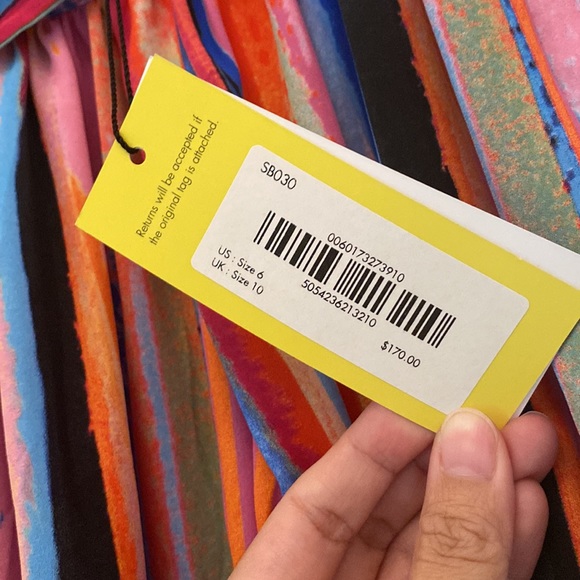 Returns will be accepted if
the original tag is attached.
SB030
0060173273910
US : Size 6
UK : Size 10
5054236213210
$170.00